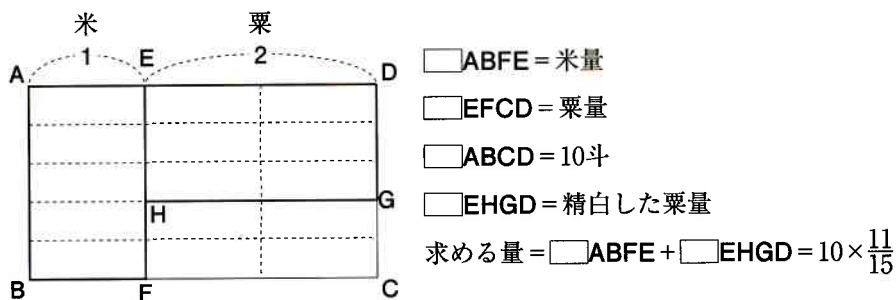 米 粟
A 1 E 2 D
H G
B F C
□ABFE = 米量
□EFCD = 粟量
□ABCD = 10斗
□EHGD = 精白した粟量
求める量 = □ABFE + □EHGD = 10 × 11/15